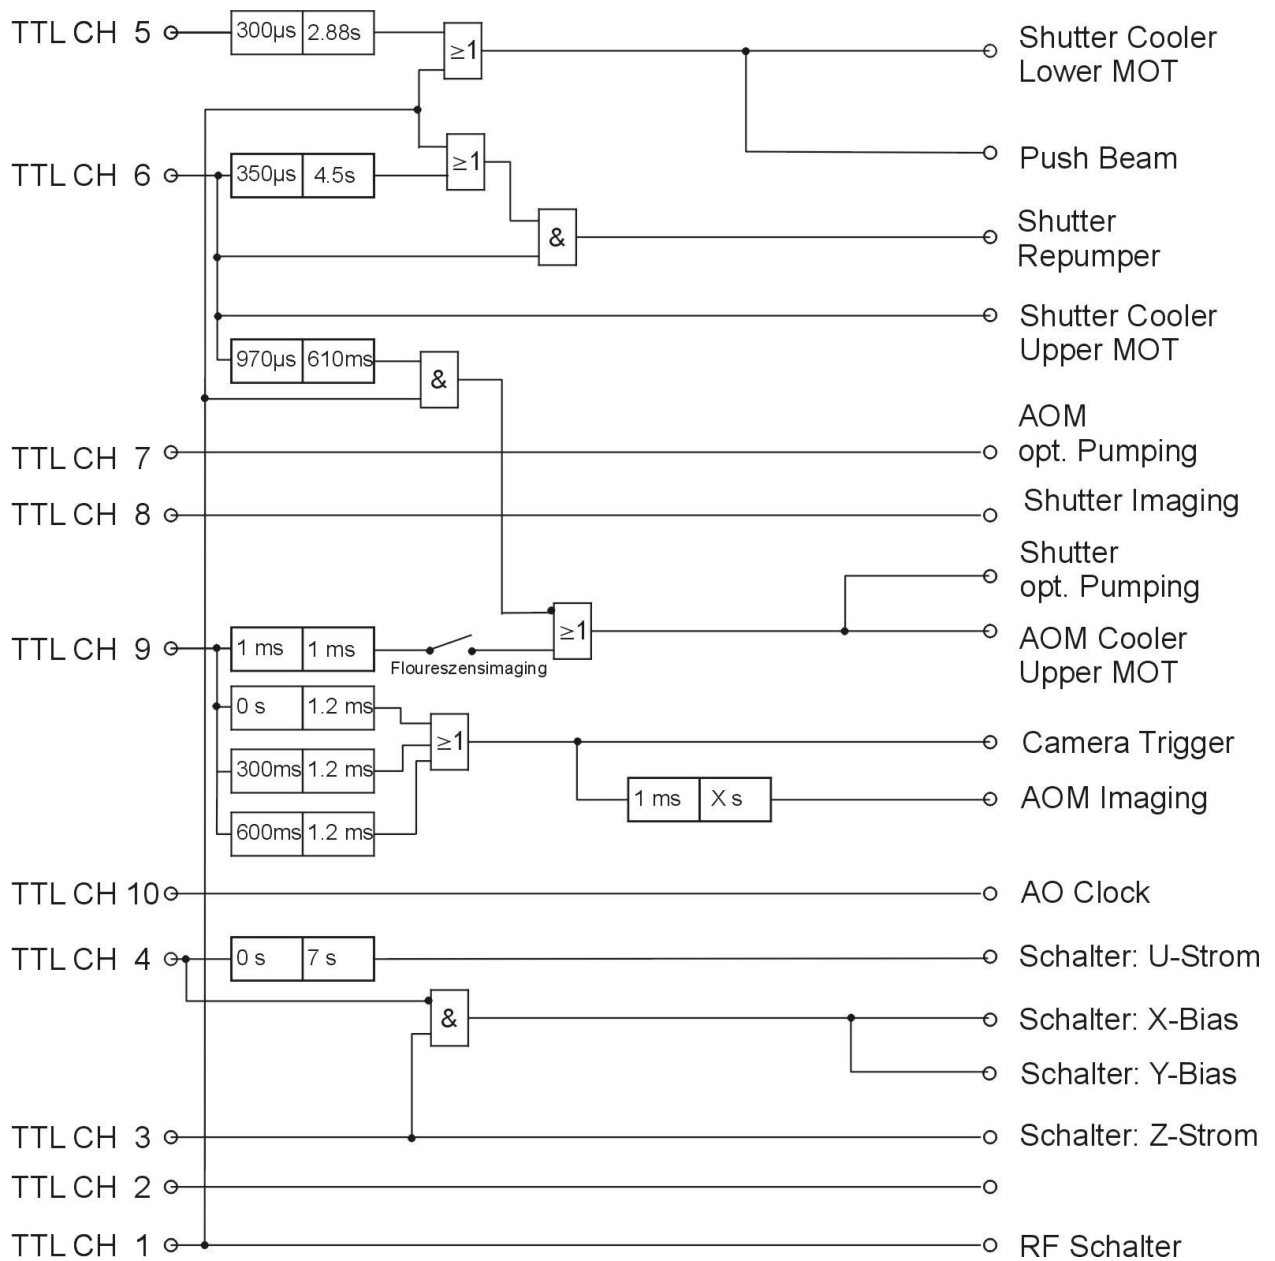 TTL CH 5
300µs 2.88s
≥1
Shutter Cooler
Lower MOT
Push Beam
TTL CH 6
350µs 4.5s
≥1
&
Shutter
Repumper
Shutter Cooler
Upper MOT
970µs 610ms
&
TTL CH 7
AOM
opt. Pumping
TTL CH 8
Shutter Imaging
Shutter
opt. Pumping
TTL CH 9
1 ms 1 ms
Floureszensimaging
≥1
AOM Cooler
Upper MOT
0 s 1.2 ms
≥1
Camera Trigger
300ms 1.2 ms
1 ms X s
AOM Imaging
600ms 1.2 ms
TTL CH 10
AO Clock
TTL CH 4
0 s 7 s
Schalter: U-Strom
&
Schalter: X-Bias
Schalter: Y-Bias
TTL CH 3
Schalter: Z-Strom
TTL CH 2
TTL CH 1
RF Schalter